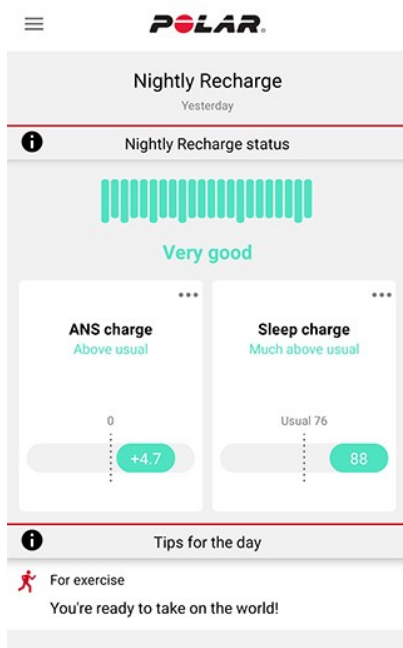 POLAR.
Nightly Recharge
Yesterday
Nightly Recharge status
Very good
ANS charge
Above usual
0
+4.7
Sleep charge
Much above usual
Usual 76
88
Tips for the day
For exercise
You're ready to take on the world!